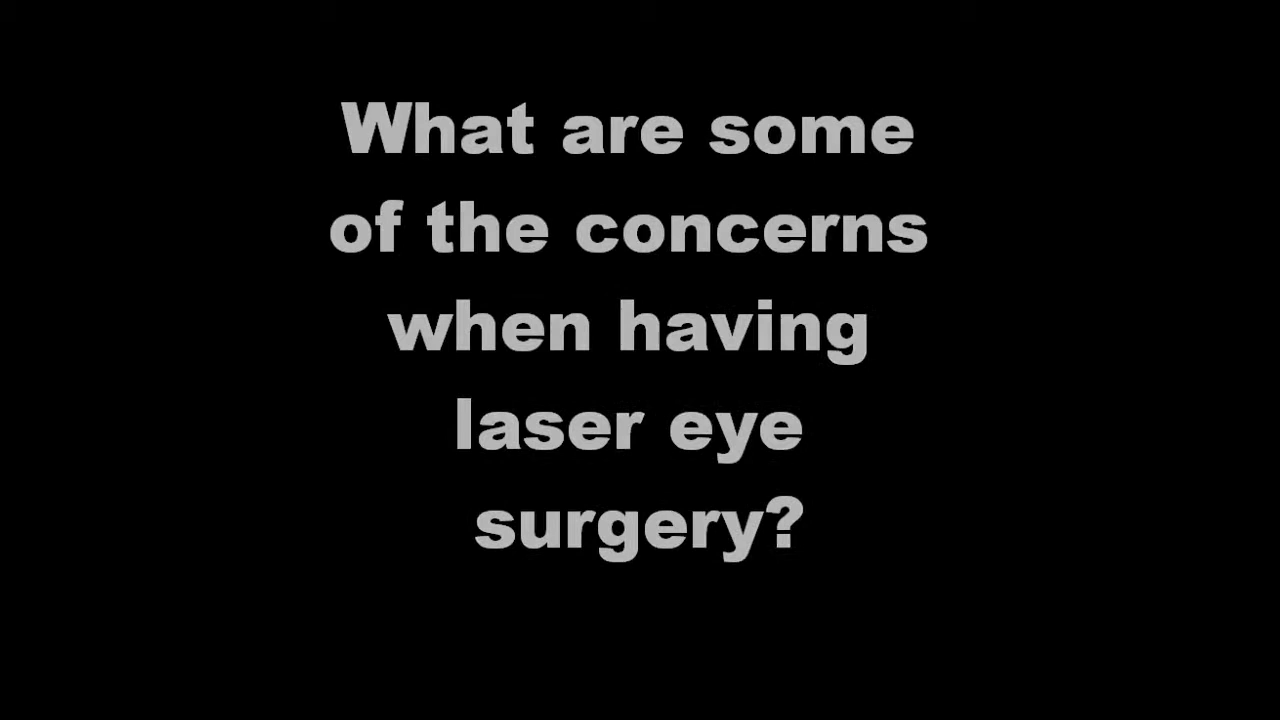 What are some
of the concerns
when having
laser eye
surgery?